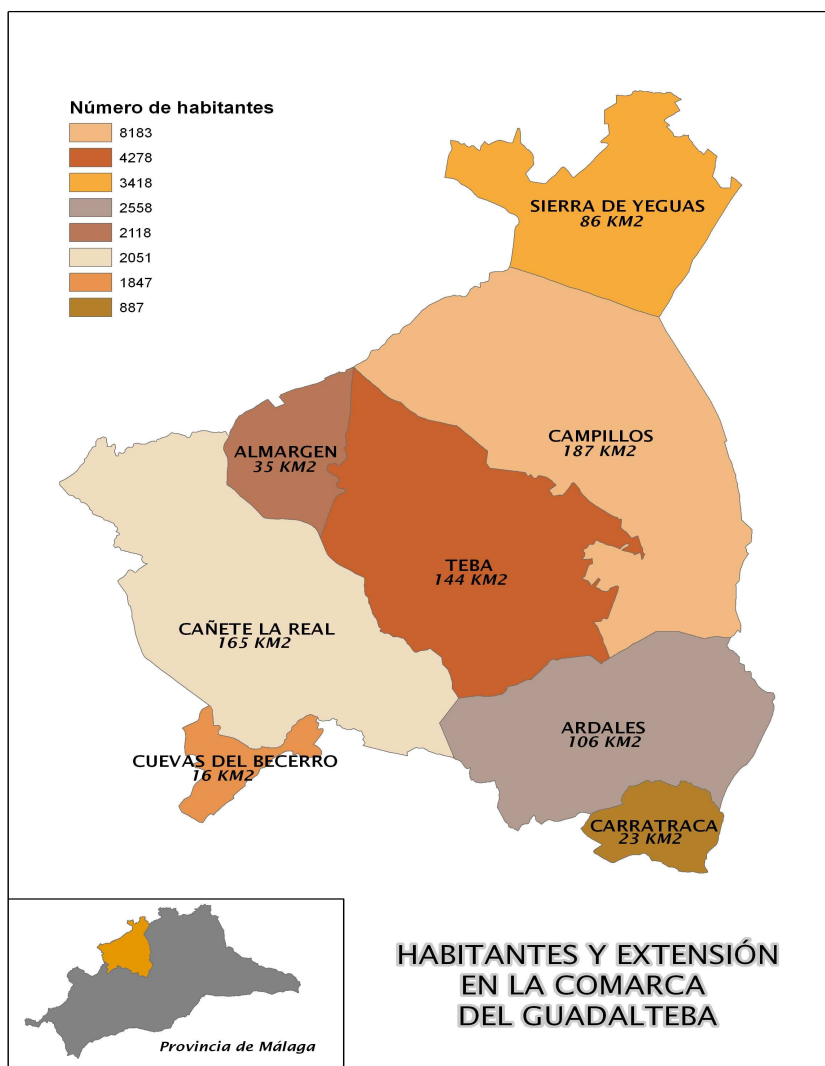 Número de habitantes
8183
4278
3418
2558
2118
2051
1847
887
SIERRA DE YEGUAS
86 KM2
CAMPILLOS
187 KM2
ALMARGEN
35 KM2
TEBA
144 KM2
CAÑETE LA REAL
165 KM2
ARDALES
106 KM2
CUEVAS DEL BECERRO
16 KM2
CARRATRACA
23 KM2
Provincia de Málaga
HABITANTES Y EXTENSIÓN
EN LA COMARCA
DEL GUADALTEBA